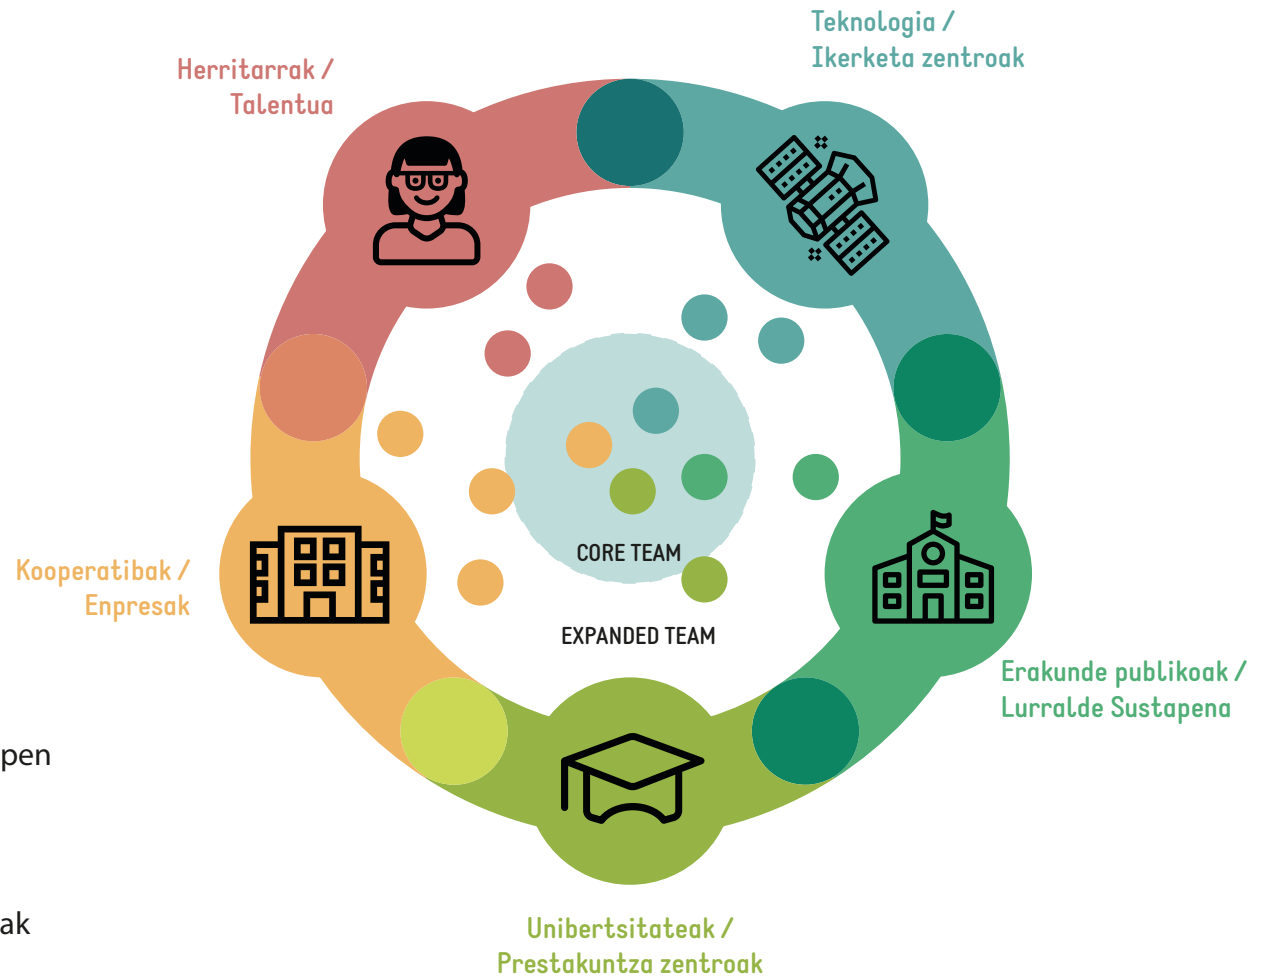 Teknologia /
Ikerketa zentroak
Herritarrak /
Talentua
CORE TEAM
Kooperatibak /
Enpresak
EXPANDED TEAM
Erakunde publikoak /
Lurralde Sustapena
pen
ak
Unibertsitateak /
Prestakuntza zentroak